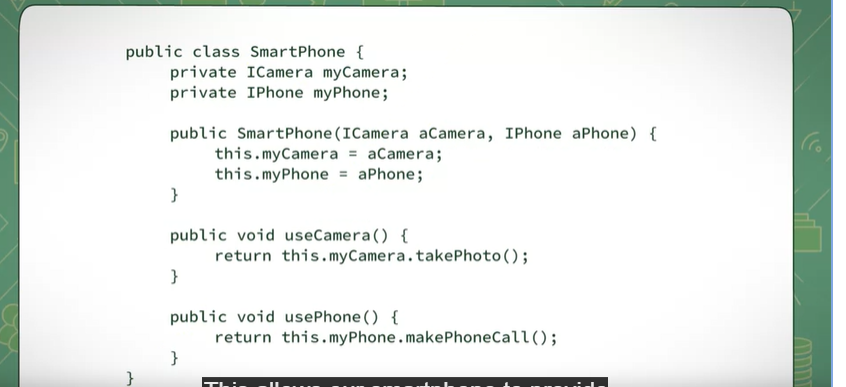 public class SmartPhone {
private ICamera myCamera;
private IPhone myPhone;
public SmartPhone(ICamera aCamera, IPhone aPhone) {
this.myCamera = aCamera;
this.myPhone = aPhone;
}
public void useCamera() {
return this.myCamera.takePhoto();
}
public void usePhone() {
return this.myPhone.makePhoneCall();
}
}
This allows our smartphone to provide